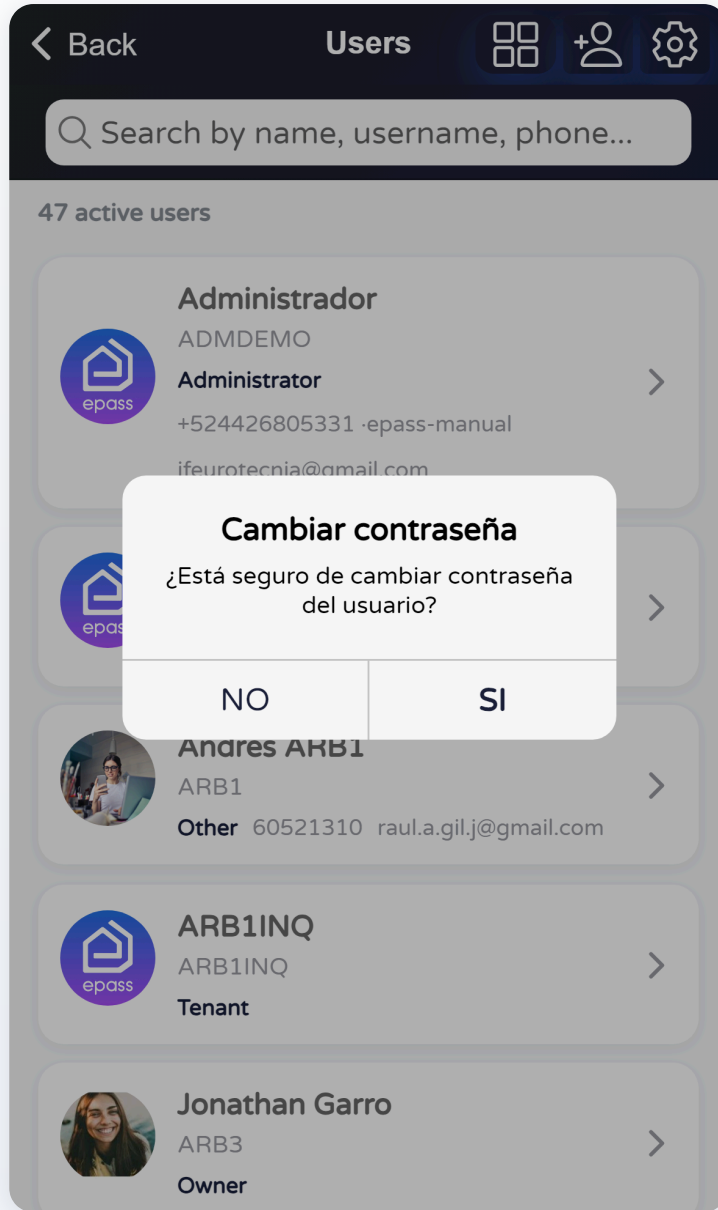 Back
Users
Search by name, username, phone...
47 active users
Administrador
ADMDEMO
epass
Administrator
+524426805331 ·epass-manual
ifeurotecnia@gmail.com
Cambiar contraseña
¿Está seguro de cambiar contraseña
del usuario?
NO
SI
Andres ARB1
ARB1
Other 60521310 raul.a.gil.j@gmail.com
ARB1INQ
ARB1INQ
epass
Tenant
Jonathan Garro
ARB3
Owner